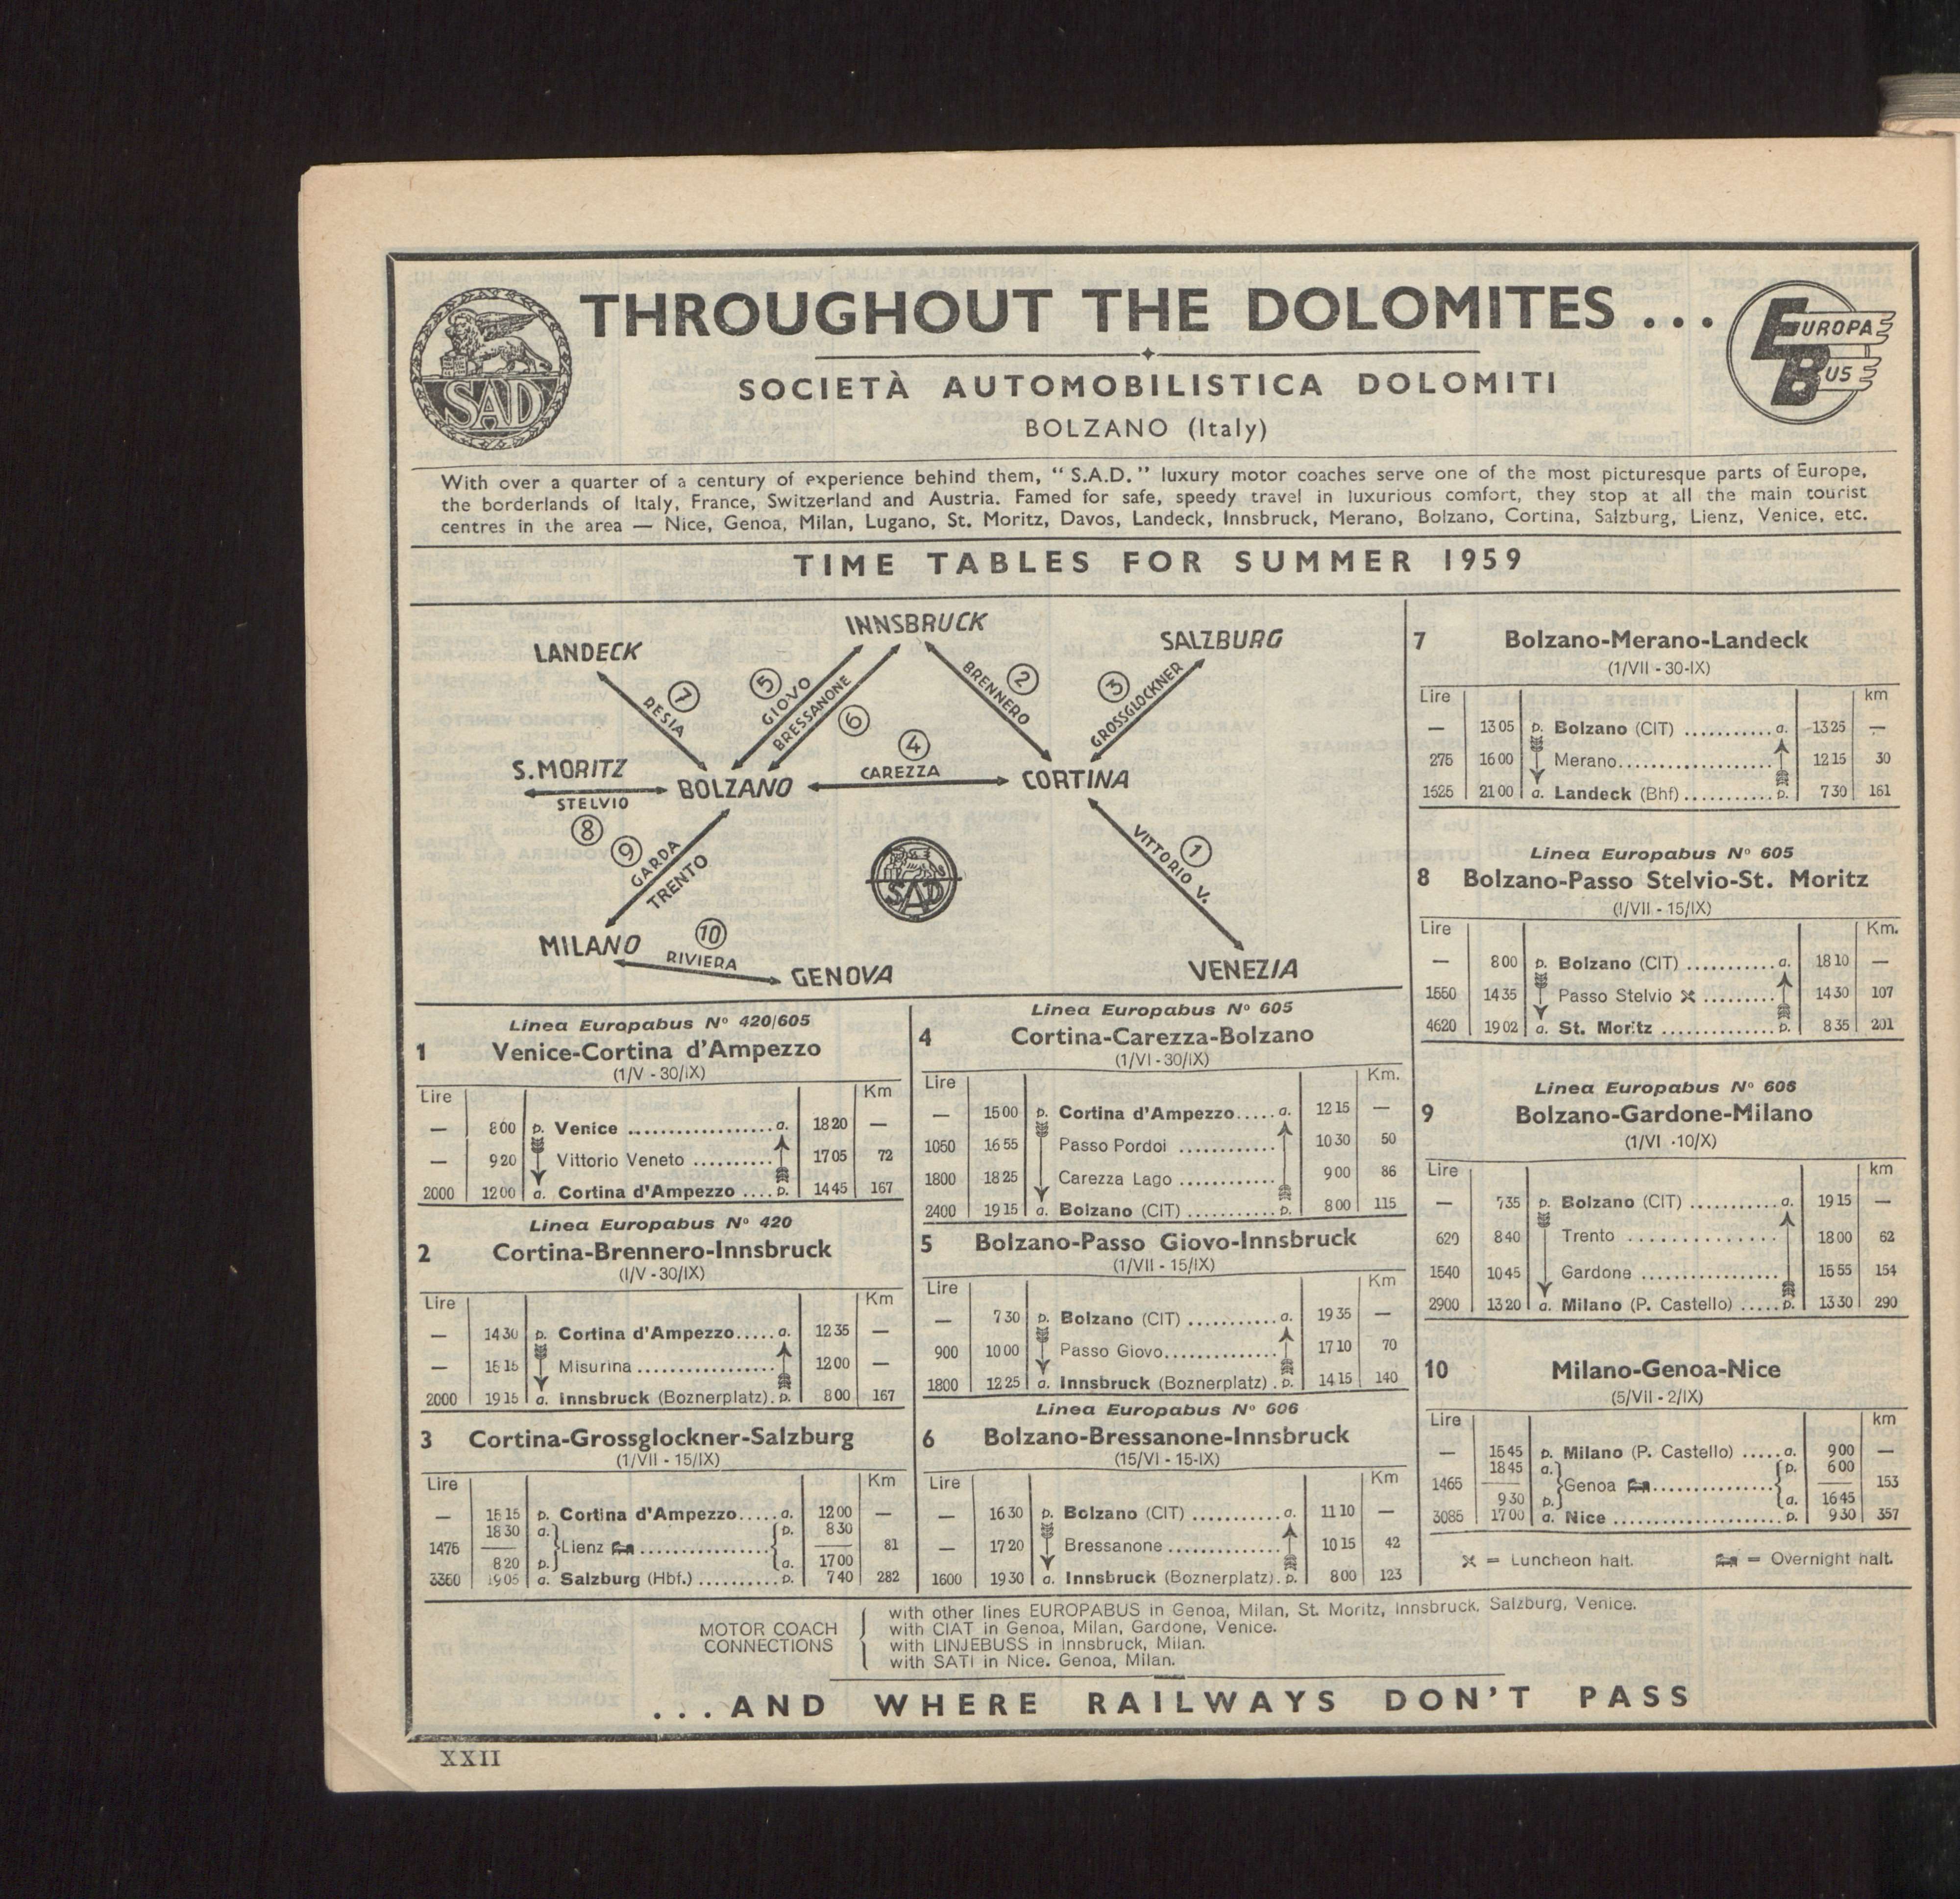 THROUGHOUT THE DOLOMITES ...
SAD
EUROPA BUS
SOCIETÀ AUTOMOBILISTICA DOLOMITI
BOLZANO (Italy)
With over a quarter of a century of experience behind them, “ S.A.D. ” luxury motor coaches serve one of the most picturesque parts of Europe,
the borderlands of Italy, France, Switzerland and Austria. Famed for safe, speedy travel in luxurious comfort, they stop at all the main tourist
centres in the area — Nice, Genoa, Milan, Lugano, St. Moritz, Davos, Landeck, Innsbruck, Merano, Bolzano, Cortina, Salzburg, Lienz, Venice, etc.
TIME TABLES FOR SUMMER 1959
INNSBRUCK
LANDECK
SALZBURG
7 RESIA
5 GIOVO
BRESSANONE 6
2 BRENNERO
3 GROSSGLOCKNER
4 CAREZZA
S.MORITZ
BOLZANO
CORTINA
STELVIO
8
9 GARDA
TRENTO
SAD
1 VITTORIO V.
MILANO
10 RIVIERA
GENOVA
VENEZIA
Linea Europabus Nº 420/605
1 Venice-Cortina d'Ampezzo
(1/V - 30/IX)
Lire Km
— 8 00 p. Venice ................. a. 18 20 —
— 9 20 Vittorio Veneto .......... 17 05 72
2000 12 00 a. Cortina d'Ampezzo .... p. 14 45 167
Linea Europabus Nº 420
2 Cortina-Brennero-Innsbruck
(I/V - 30/IX)
Lire Km
— 14 30 p. Cortina d'Ampezzo ..... a. 12 35 —
— 15 15 Misurina ................. 12 00 —
2000 19 15 a. Innsbruck (Boznerplatz) . p. 8 00 167
3 Cortina-Grossglockner-Salzburg
(1/VII - 15/IX)
Lire Km
— 15 15 p. Cortina d'Ampezzo ..... a. 12 00 —
18 30 a. p. 8 30
1475 Lienz ................ 81
8 20 p. a. 17 00
3350 19 05 a. Salzburg (Hbf.) .......... p. 7 40 282
Linea Europabus Nº 605
4 Cortina-Carezza-Bolzano
(1/VI - 30/IX)
Lire Km.
— 15 00 p. Cortina d'Ampezzo ..... a. 12 15 —
1050 16 55 Passo Pordoi ............ 10 30 50
1800 18 25 Carezza Lago ............ 9 00 86
2400 19 15 a. Bolzano (CIT) ........... p. 8 00 115
5 Bolzano-Passo Giovo-Innsbruck
(1/VII - 15/IX)
Lire Km
— 7 30 p. Bolzano (CIT) ........... a. 19 35 —
900 10 00 Passo Giovo .............. 17 10 70
1800 12 25 a. Innsbruck (Boznerplatz) . p. 14 15 140
Linea Europabus Nº 606
6 Bolzano-Bressanone-Innsbruck
(15/VI - 15-IX)
Lire Km
— 16 30 p. Bolzano (CIT) ........... a. 11 10 —
— 17 20 Bressanone .............. 10 15 42
1600 19 30 a. Innsbruck (Boznerplatz) . p. 8 00 123
7 Bolzano-Merano-Landeck
(1/VII - 30-IX)
Lire km
— 13 05 p. Bolzano (CIT) ........... a. 13 25 —
275 16 00 Merano ................... 12 15 30
1525 21 00 a. Landeck (Bhf) ........... p. 7 30 161
Linea Europabus Nº 605
8 Bolzano-Passo Stelvio-St. Moritz
(I/VII - 15/IX)
Lire Km.
— 8 00 p. Bolzano (CIT) ........... a. 18 10 —
1550 14 35 Passo Stelvio ......... 14 30 107
4620 19 02 a. St. Moritz .............. p. 8 35 201
Linea Europabus Nº 606
9 Bolzano-Gardone-Milano
(1/VI -10/X)
Lire km
— 7 35 p. Bolzano (CIT) ........... a. 19 15 —
620 8 40 Trento ............... 18 00 62
1540 10 45 Gardone ................. 15 55 154
2900 13 20 a. Milano (P. Castello) ..... p. 13 30 290
10 Milano-Genoa-Nice
(5/VII - 2/IX)
Lire km
— 15 45 p. Milano (P. Castello) ..... a. 9 00 —
18 45 a. p. 6 00
1465 Genoa ............... 153
9 30 p. a. 16 45
3085 17 00 a. Nice .................... p. 9 30 357
= Luncheon halt. = Overnight halt.
MOTOR COACH CONNECTIONS
with other lines EUROPABUS in Genoa, Milan, St. Moritz, Innsbruck, Salzburg, Venice.
with CIAT in Genoa, Milan, Gardone, Venice.
with LINJEBUSS in Innsbruck, Milan.
with SATI in Nice. Genoa, Milan.
...AND WHERE RAILWAYS DON'T PASS
XXII